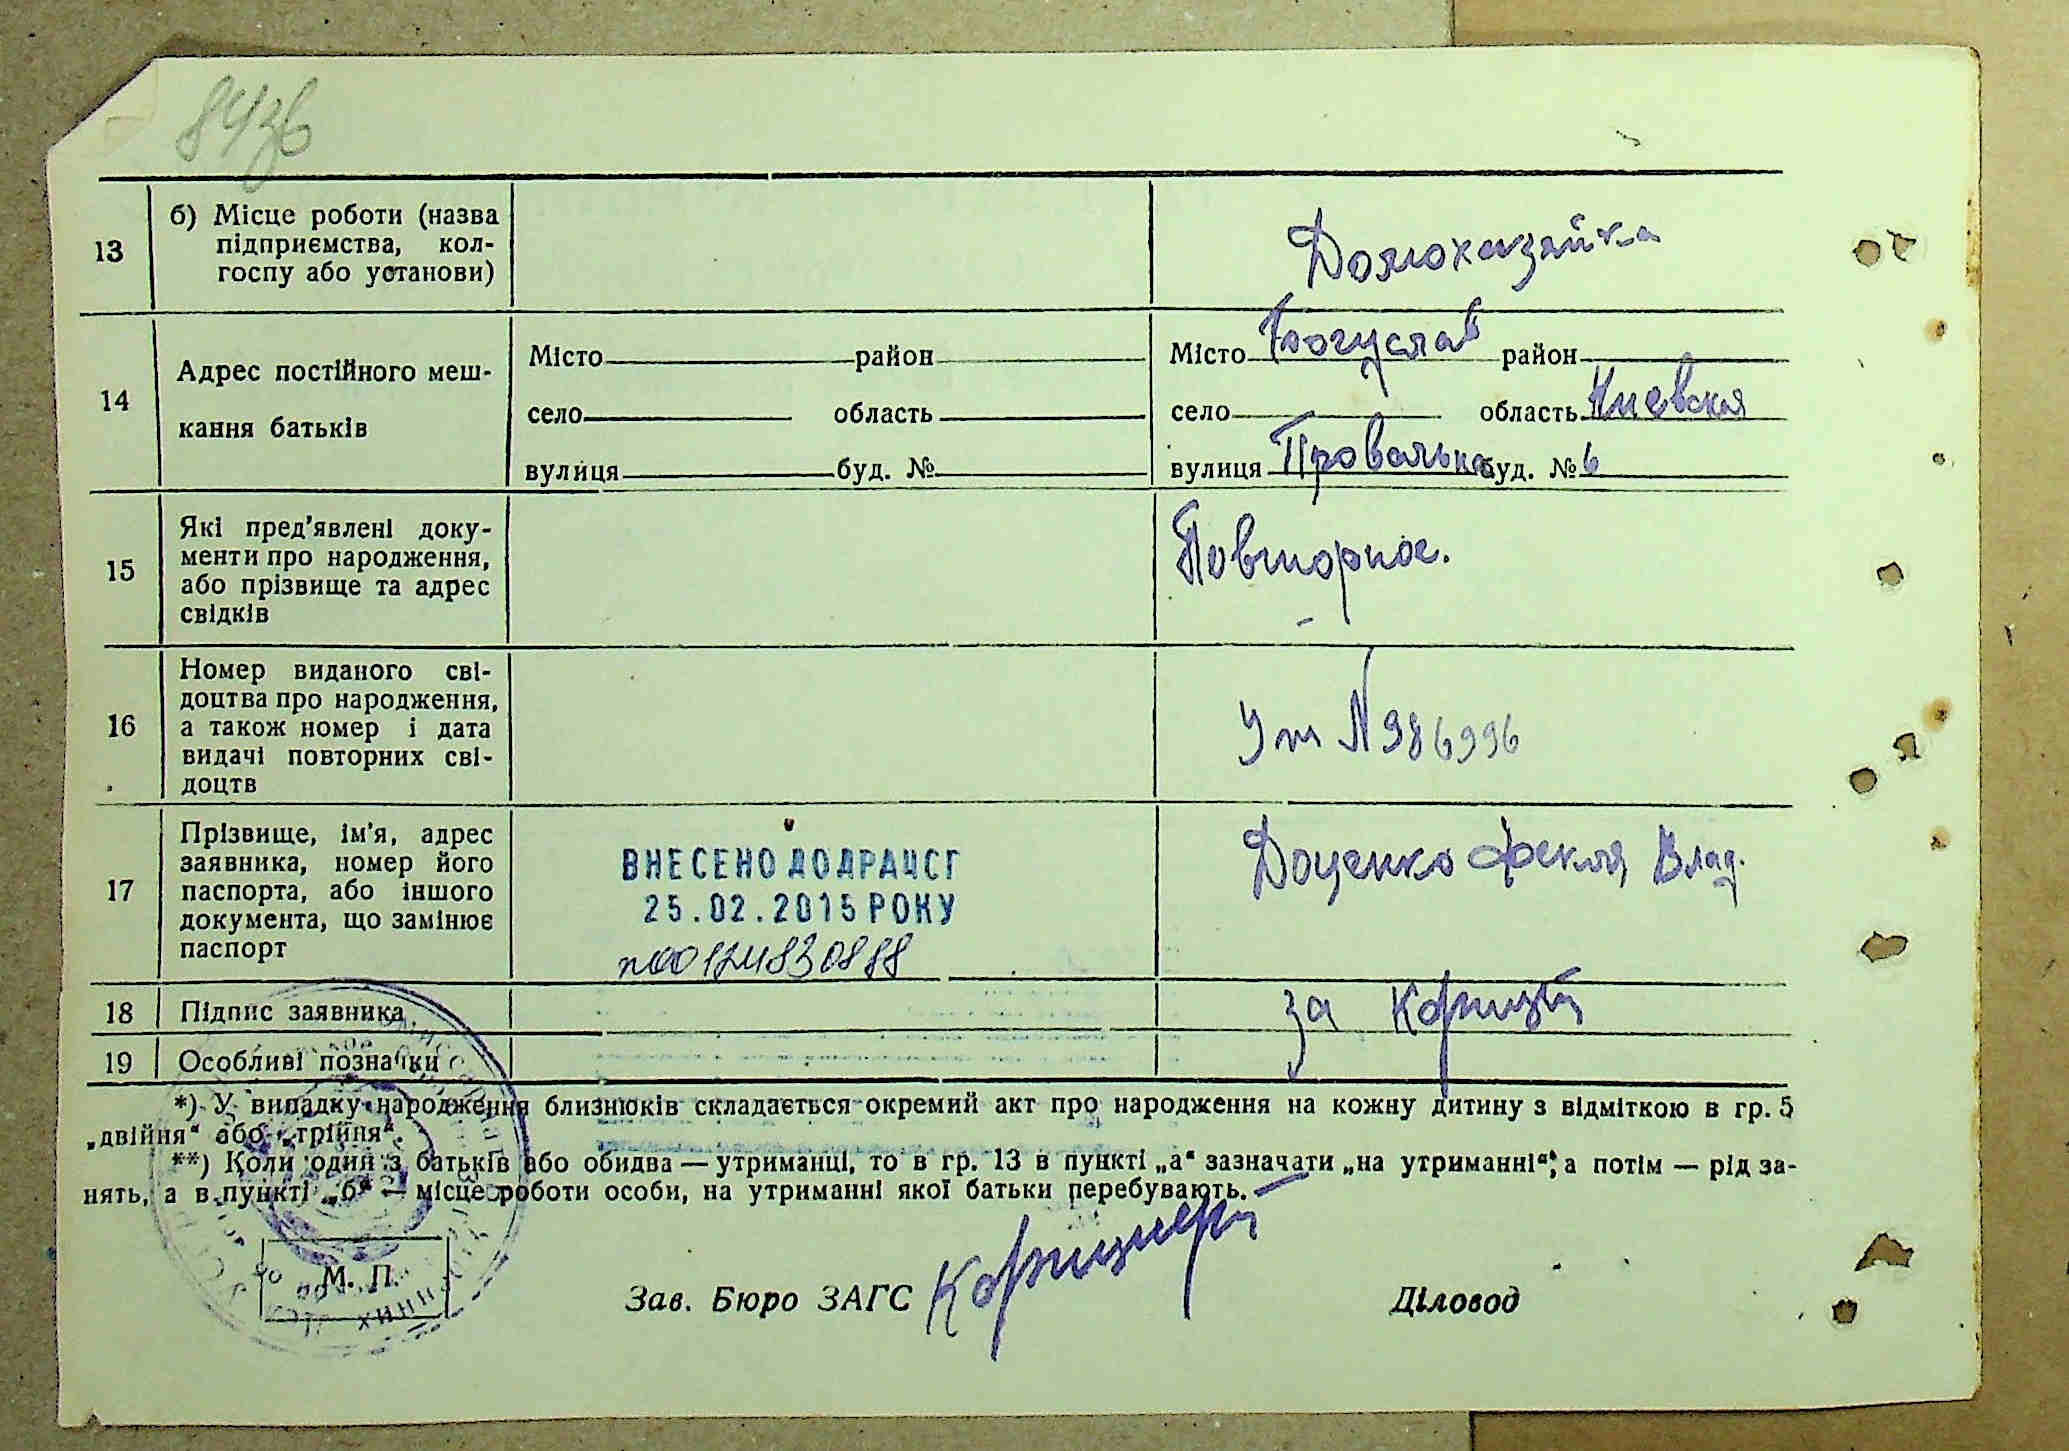 8436
13
б) Місце роботи (назва
підприємства, кол-
госпу або установи)
Домохазяйка
14
Адрес постійного меш-
кання батьків
Місто район
село область
вулиця буд. №
Місто Богуслав район
село область Киевская
вулиця Провальна буд. № 6
15
Які пред'явлені доку-
менти про народження,
або прізвище та адрес
свідків
Повторное.
16
Номер виданого сві-
доцтва про народження,
а також номер і дата
видачі повторних сві-
доцтв
N 986996
17
Прізвище, ім'я, адрес
заявника, номер його
паспорта, або іншого
документа, що замінює
паспорт
ВНЕСЕНО ДО ДРАЦСГ
25.02.2015 РОКУ
Доценко Фекля Влад.
18
Підпис заявника
за
19
Особливі позначки
*) У випадку народження близнюків складається окремий акт про народження на кожну дитину з відміткою в гр. 5
„двійня“ або „трійня“.
**) Коли один з батьків або обидва — утриманці, то в гр. 13 в пункті „а“ зазначати „на утриманні“, а потім — рід за-
нять, а в пункті „б“ — місце роботи особи, на утриманні якої батьки перебувають.
М. П.
Зав. Бюро ЗАГС
Діловод